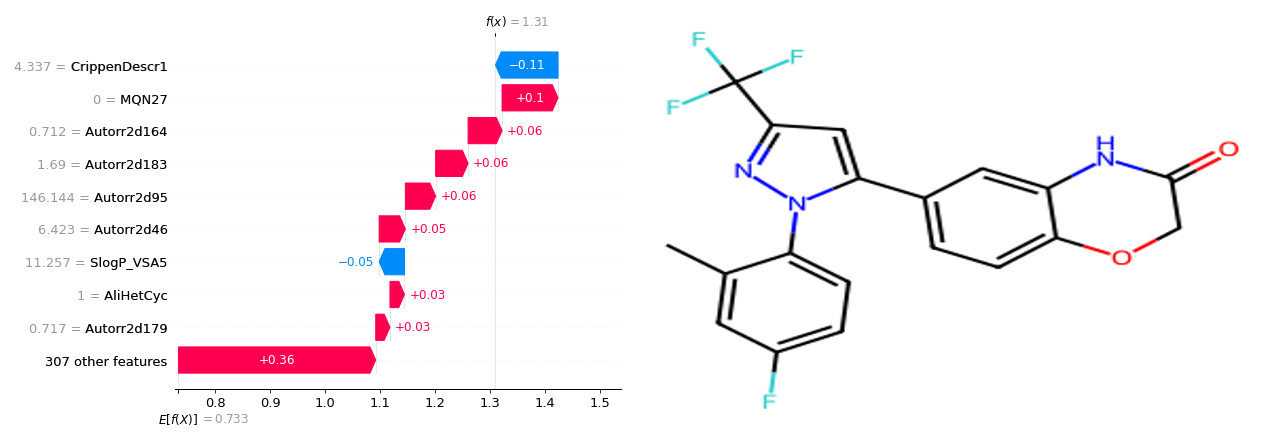 f(x) = 1.31
4.337 = CrippenDescr1
−0.11
0 = MQN27
+0.1
0.712 = Autorr2d164
+0.06
1.69 = Autorr2d183
+0.06
146.144 = Autorr2d95
+0.06
6.423 = Autorr2d46
+0.05
11.257 = SlogP_VSA5
−0.05
1 = AliHetCyc
+0.03
0.717 = Autorr2d179
+0.03
307 other features
+0.36
0.8 0.9 1.0 1.1 1.2 1.3 1.4 1.5
E[f(X)] = 0.733
F
F
F
N
N
H
N
O
O
F